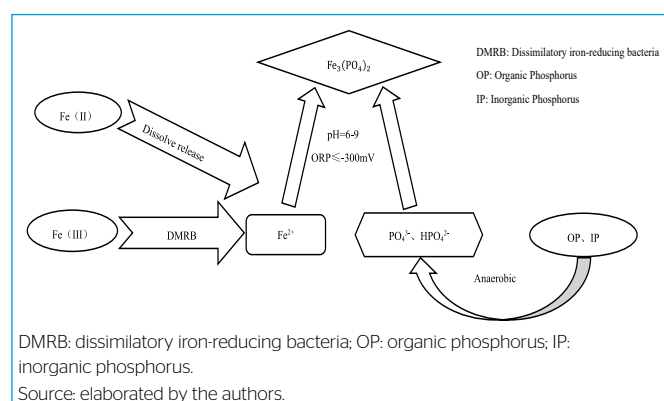 Fe₃(PO₄)₂
DMRB: Dissimilatory iron-reducing bacteria
OP: Organic Phosphorus
IP: Inorganic Phosphorus
Fe（II）
Dissolve release
pH=6-9
ORP≤-300mV
Fe（III）
DMRB
Fe²⁺
PO₄³⁻、HPO₄²⁻
OP、IP
Anaerobic
DMRB: dissimilatory iron-reducing bacteria; OP: organic phosphorus; IP:
inorganic phosphorus.
Source: elaborated by the authors.